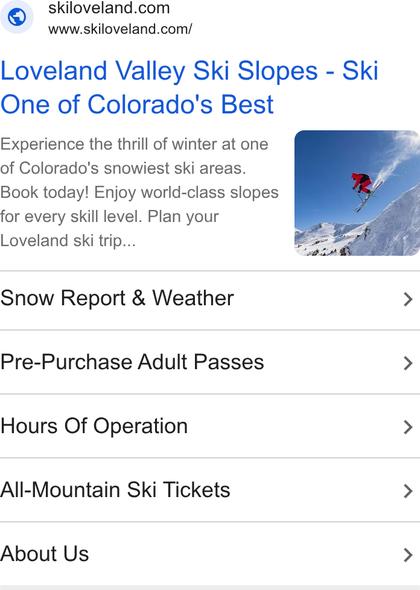 skiloveland.com
www.skiloveland.com/
Loveland Valley Ski Slopes - Ski
One of Colorado's Best
Experience the thrill of winter at one
of Colorado's snowiest ski areas.
Book today! Enjoy world-class slopes
for every skill level. Plan your
Loveland ski trip...
Snow Report & Weather
Pre-Purchase Adult Passes
Hours Of Operation
All-Mountain Ski Tickets
About Us